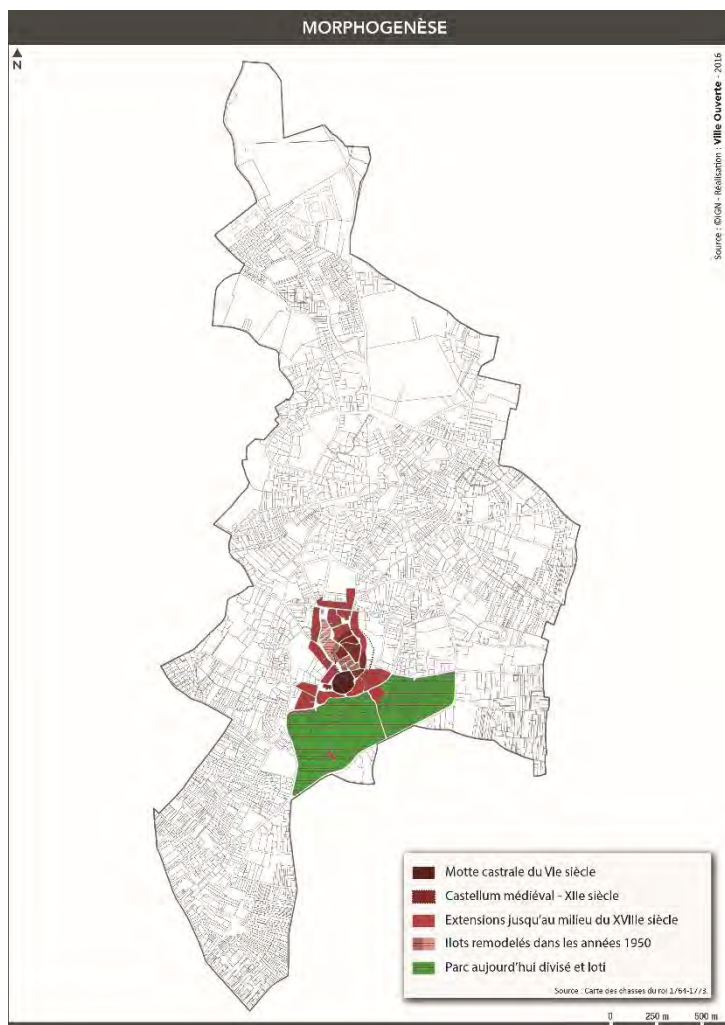 MORPHOGENÈSE
N
Source : ©IGN - Réalisation : Ville Ouverte - 2016
Motte castrale du VIe siècle
Castellum médiéval - XIIe siècle
Extensions jusqu'au milieu du XVIIIe siècle
Ilots remodelés dans les années 1950
Parc aujourd'hui divisé et loti
Source : Carte des chasses du roi 1764-1773.
0 250 m 500 m